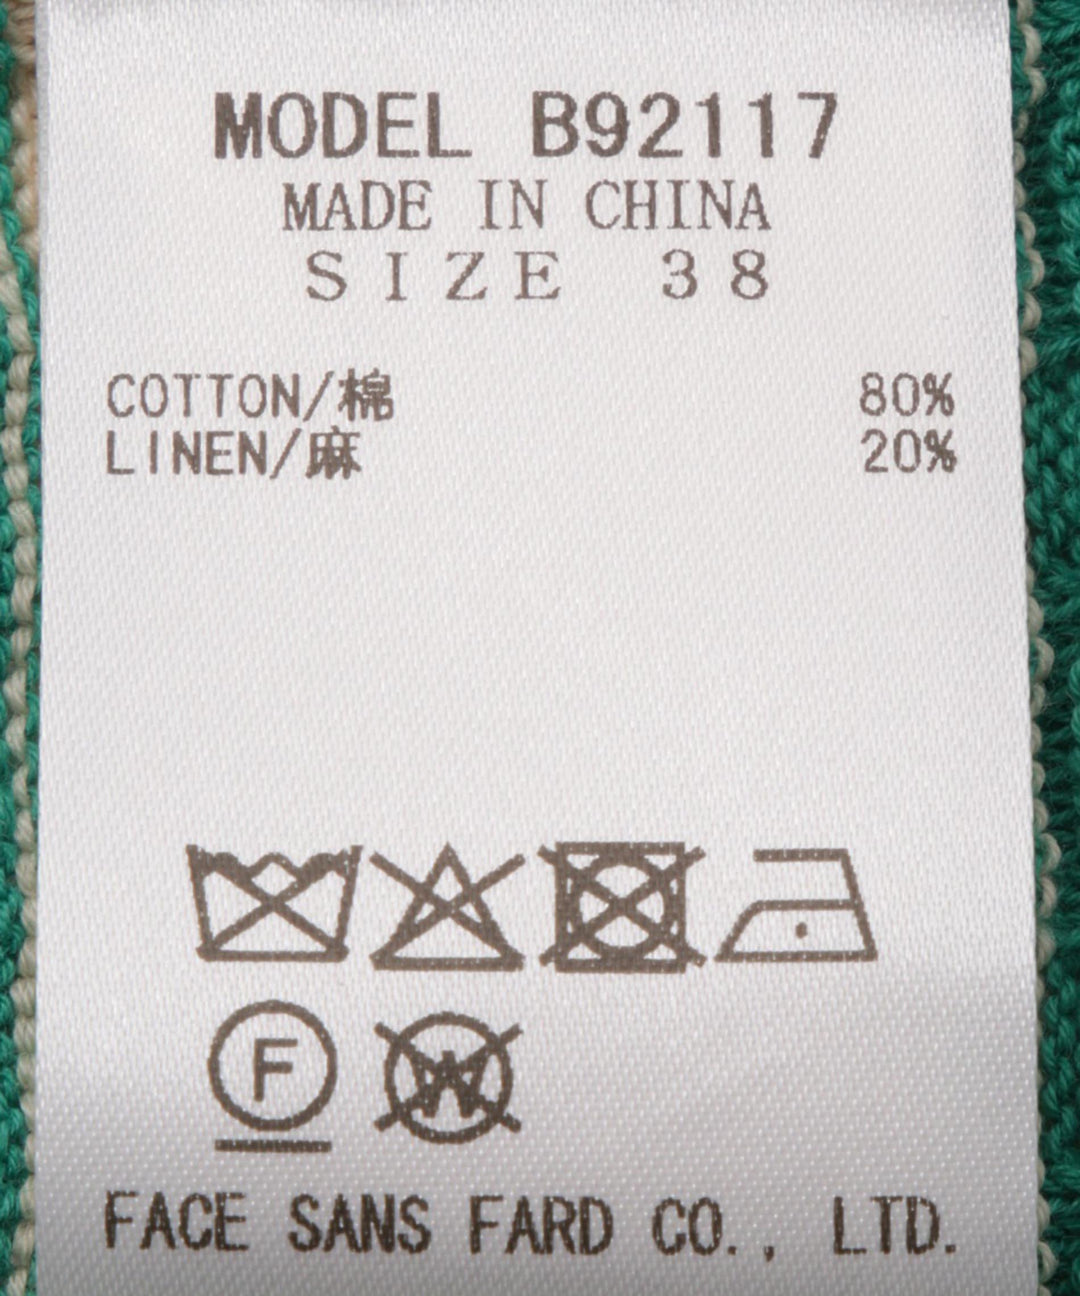 MODEL B92117
MADE IN CHINA
SIZE 38
COTTON/棉 80%
LINEN/麻 20%
F W
FACE SANS FARD CO., LTD.